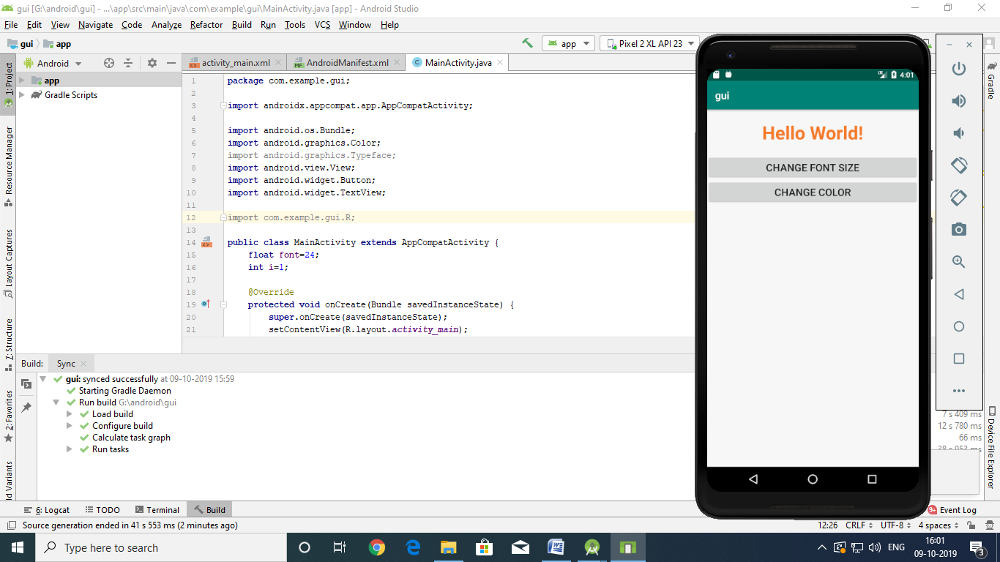 gui [G:\android\gui] - ...\app\src\main\java\com\example\gui\MainActivity.java [app] - Android Studio
File Edit View Navigate Code Analyze Refactor Build Run Tools VCS Window Help
gui app
app Pixel 2 XL API 23
Android
activity_main.xml AndroidManifest.xml MainActivity.java
app
Gradle Scripts
1: Project
Resource Manager
Layout Captures
7: Structure
2: Favorites
ld Variants
1 package com.example.gui;
2
3 import androidx.appcompat.app.AppCompatActivity;
4
5 import android.os.Bundle;
6 import android.graphics.Color;
7 import android.graphics.Typeface;
8 import android.view.View;
9 import android.widget.Button;
10 import android.widget.TextView;
11
12 import com.example.gui.R;
13
14 public class MainActivity extends AppCompatActivity {
15 float font=24;
16 int i=1;
17
18 @Override
19 protected void onCreate(Bundle savedInstanceState) {
20 super.onCreate(savedInstanceState);
21 setContentView(R.layout.activity_main);
LTE 4:01
gui
Hello World!
CHANGE FONT SIZE
CHANGE COLOR
Gradle
Device File Explorer
Build: Sync
gui: synced successfully at 09-10-2019 15:59
Starting Gradle Daemon
Run build G:\android\gui
Load build 7 s 409 ms
Configure build 12 s 780 ms
Calculate task graph 66 ms
Run tasks 38 s 953 ms
6: Logcat TODO Terminal Build 9+ Event Log
Source generation ended in 41 s 553 ms (2 minutes ago) 12:26 CRLF UTF-8 4 spaces
Type here to search
ENG 16:01
09-10-2019 3